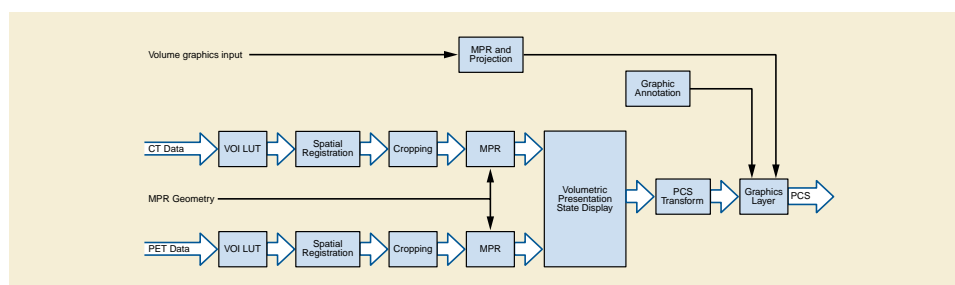 Volume graphics input
MPR and
Projection
Graphic
Annotation
CT Data
VOI LUT
Spatial
Registration
Cropping
MPR
MPR Geometry
Volumetric
Presentation
State Display
PCS
Transform
Graphics
Layer
PCS
PET Data
VOI LUT
Spatial
Registration
Cropping
MPR